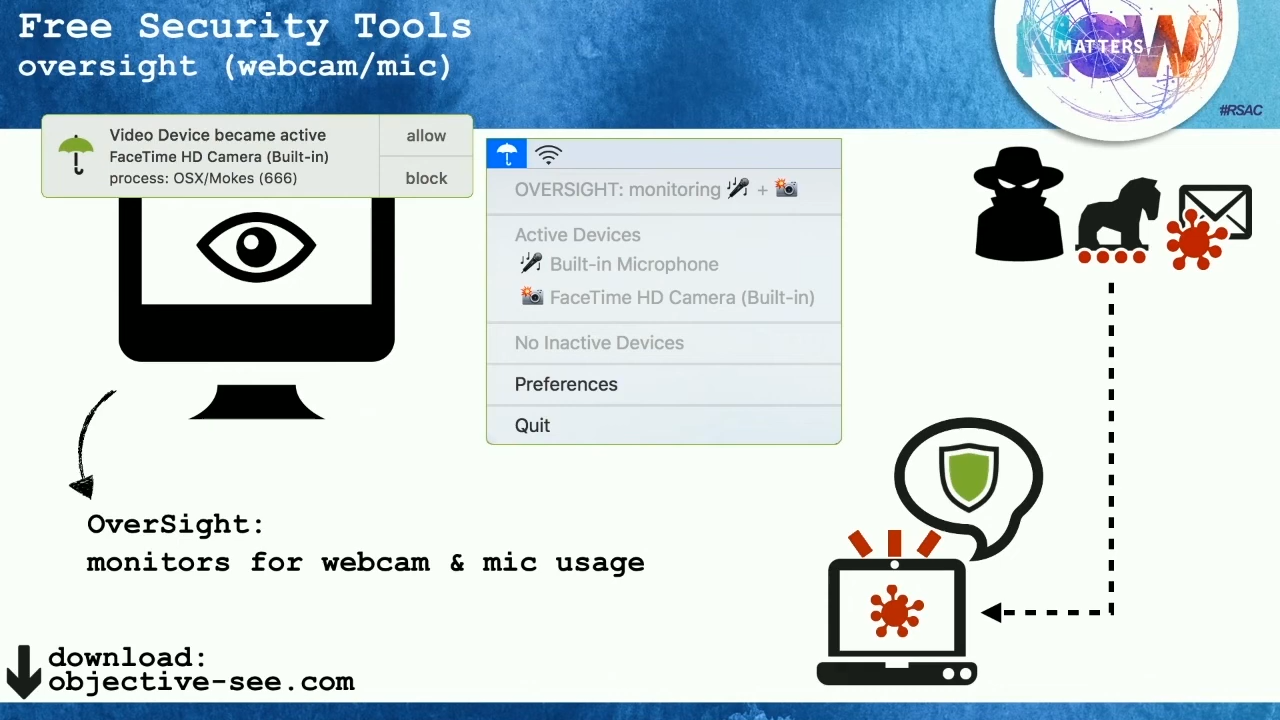 Free Security Tools
oversight (webcam/mic)
NOW
MATTERS
#RSAC
Video Device became active
FaceTime HD Camera (Built-in)
process: OSX/Mokes (666)
allow
block
OVERSIGHT: monitoring 🎤 + 📸
Active Devices
Built-in Microphone
FaceTime HD Camera (Built-in)
No Inactive Devices
Preferences
Quit
OverSight:
monitors for webcam & mic usage
download:
objective-see.com